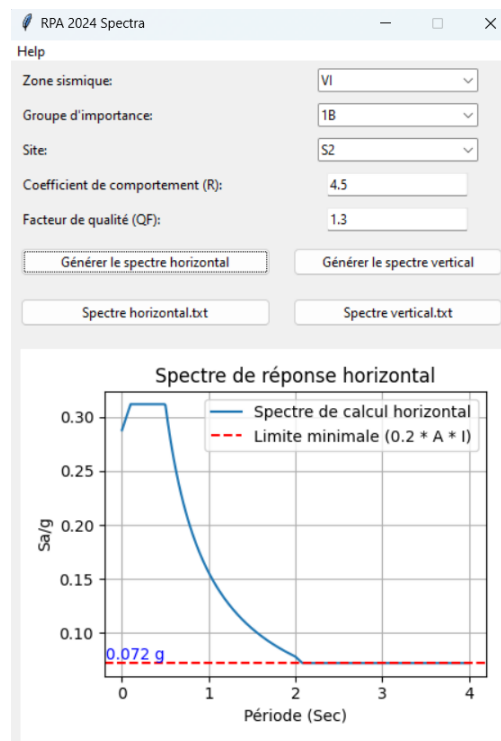 RPA 2024 Spectra
Help
Zone sismique: VI
Groupe d'importance: 1B
Site: S2
Coefficient de comportement (R): 4.5
Facteur de qualité (QF): 1.3
Générer le spectre horizontal Générer le spectre vertical
Spectre horizontal.txt Spectre vertical.txt
Spectre de réponse horizontal
Spectre de calcul horizontal
Limite minimale (0.2 * A * I)
0.30
0.25
0.20
0.15
0.10
Sa/g
0.072 g
0 1 2 3 4
Période (Sec)